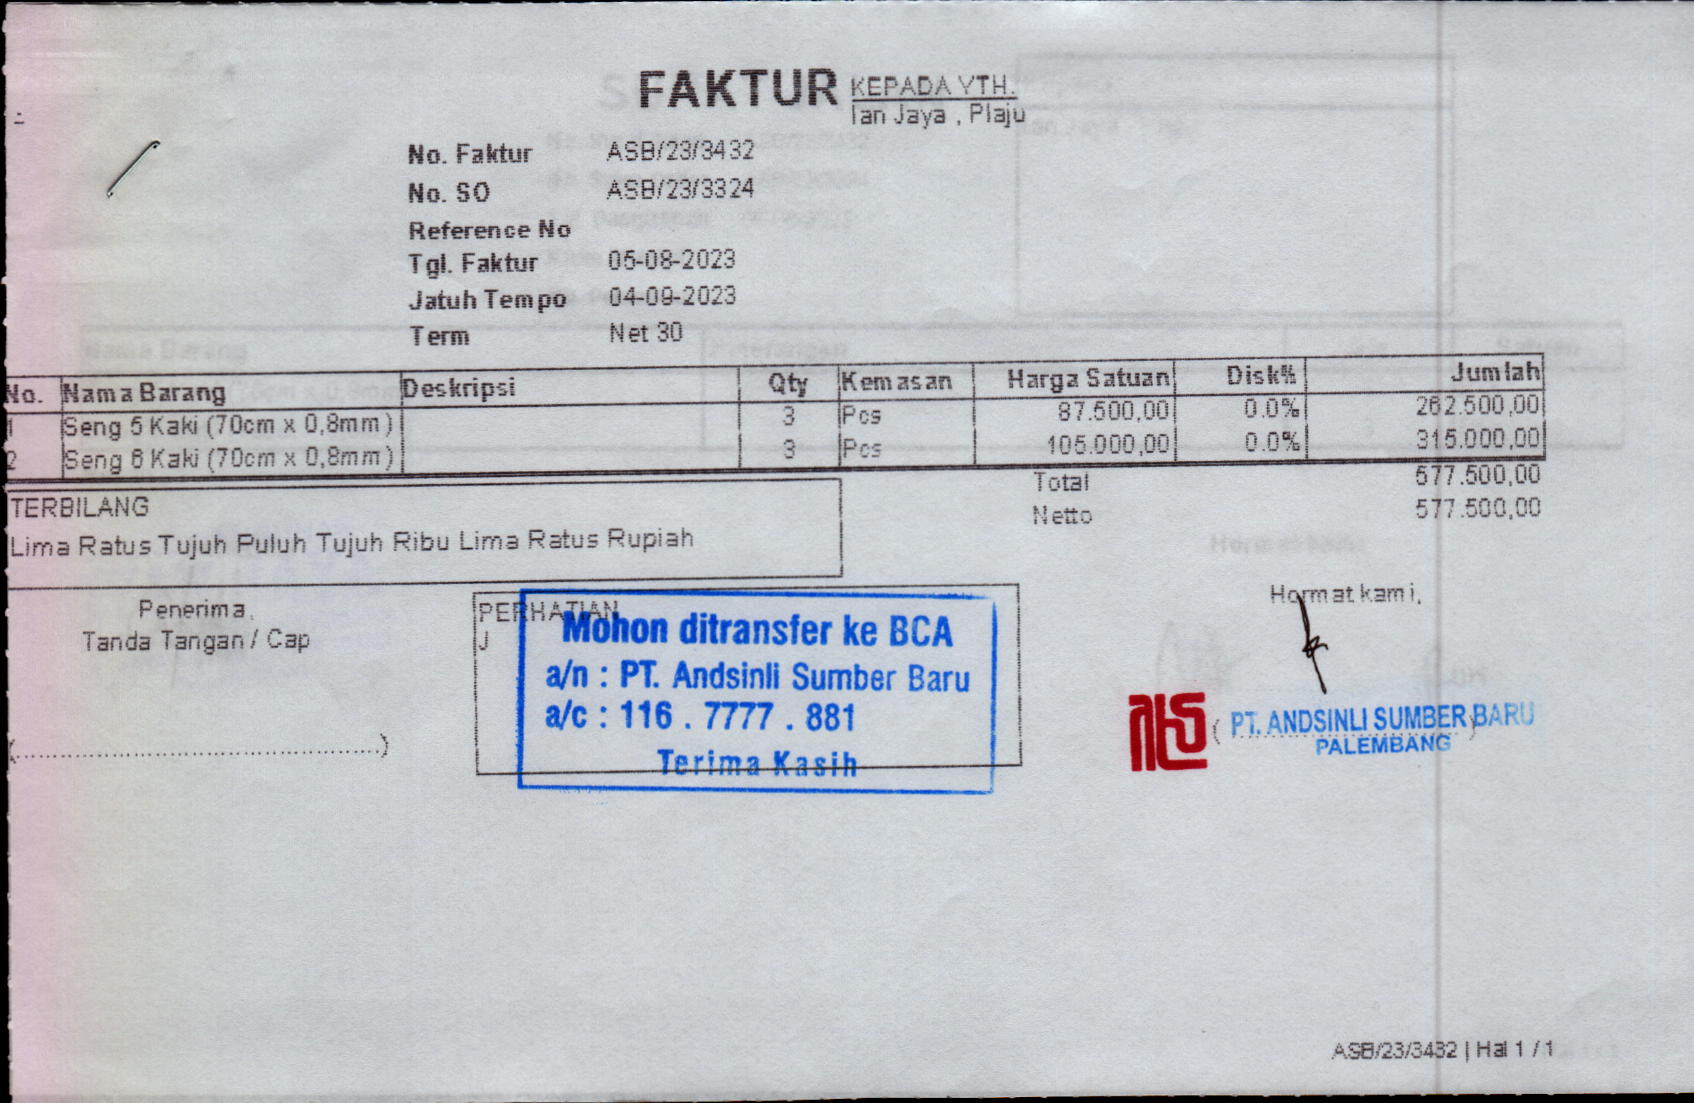 FAKTUR
KEPADA YTH.
Ian Jaya , Plaju
No. Faktur ASB/23/3432
No. SO ASB/23/3324
Reference No
Tgl. Faktur 05-08-2023
Jatuh Tempo 04-09-2023
Term Net 30
No. Nama Barang Deskripsi Qty Kemasan Harga Satuan Disk% Jumlah
1 Seng 5 Kaki (70cm x 0,8mm) 3 Pcs 87.500,00 0.0% 262.500,00
2 Seng 6 Kaki (70cm x 0,8mm) 3 Pcs 105.000,00 0.0% 315.000,00
Total 577.500,00
Netto 577.500,00
TERBILANG
Lima Ratus Tujuh Puluh Tujuh Ribu Lima Ratus Rupiah
Penerima,
Tanda Tangan / Cap
(..............................................)
PERHATIAN
J
Mohon ditransfer ke BCA
a/n : PT. Andsinli Sumber Baru
a/c : 116 . 7777 . 881
Terima Kasih
Hormat kami,
PT. ANDSINLI SUMBER BARU
PALEMBANG
ASB/23/3432 | Hal 1 / 1